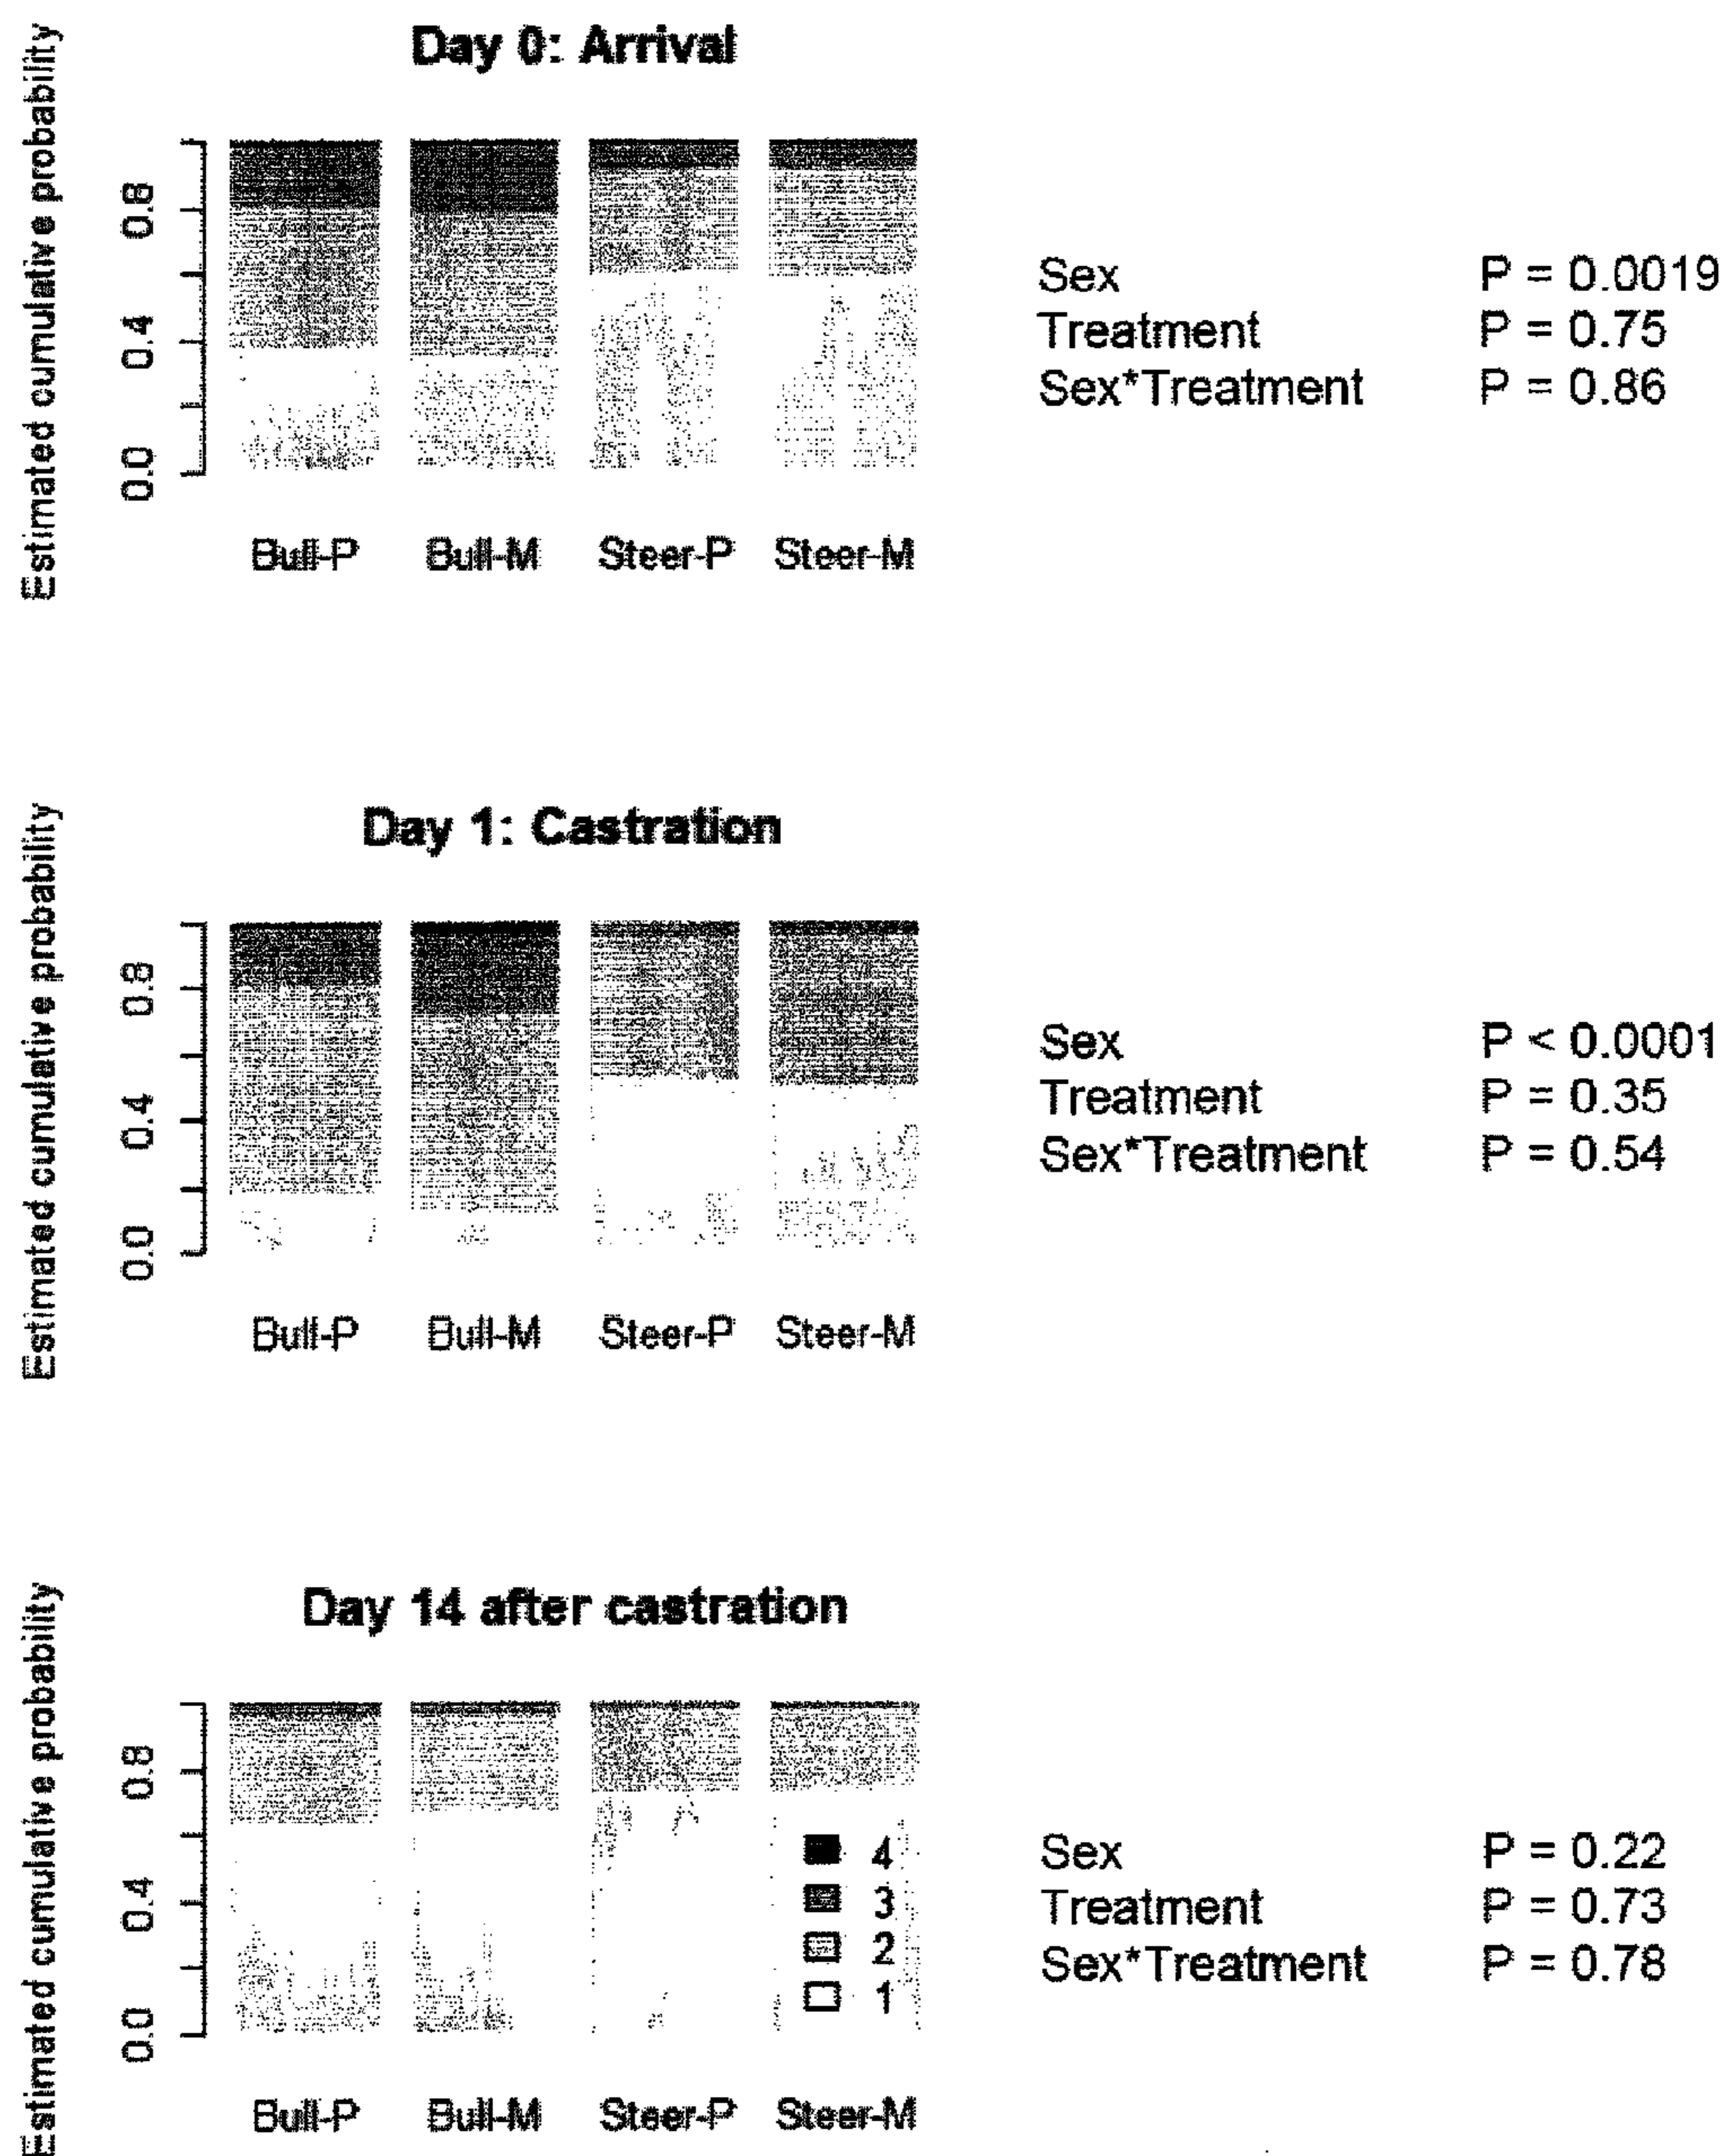 Day 0: Arrival
Estimated cumulative probability
0.8
0.4
0.0
Bull-P Bull-M Steer-P Steer-M
Sex P = 0.0019
Treatment P = 0.75
Sex*Treatment P = 0.86
Day 1: Castration
Estimated cumulative probability
0.8
0.4
0.0
Bull-P Bull-M Steer-P Steer-M
Sex P < 0.0001
Treatment P = 0.35
Sex*Treatment P = 0.54
Day 14 after castration
Estimated cumulative probability
0.8
0.4
0.0
4
3
2
1
Bull-P Bull-M Steer-P Steer-M
Sex P = 0.22
Treatment P = 0.73
Sex*Treatment P = 0.78